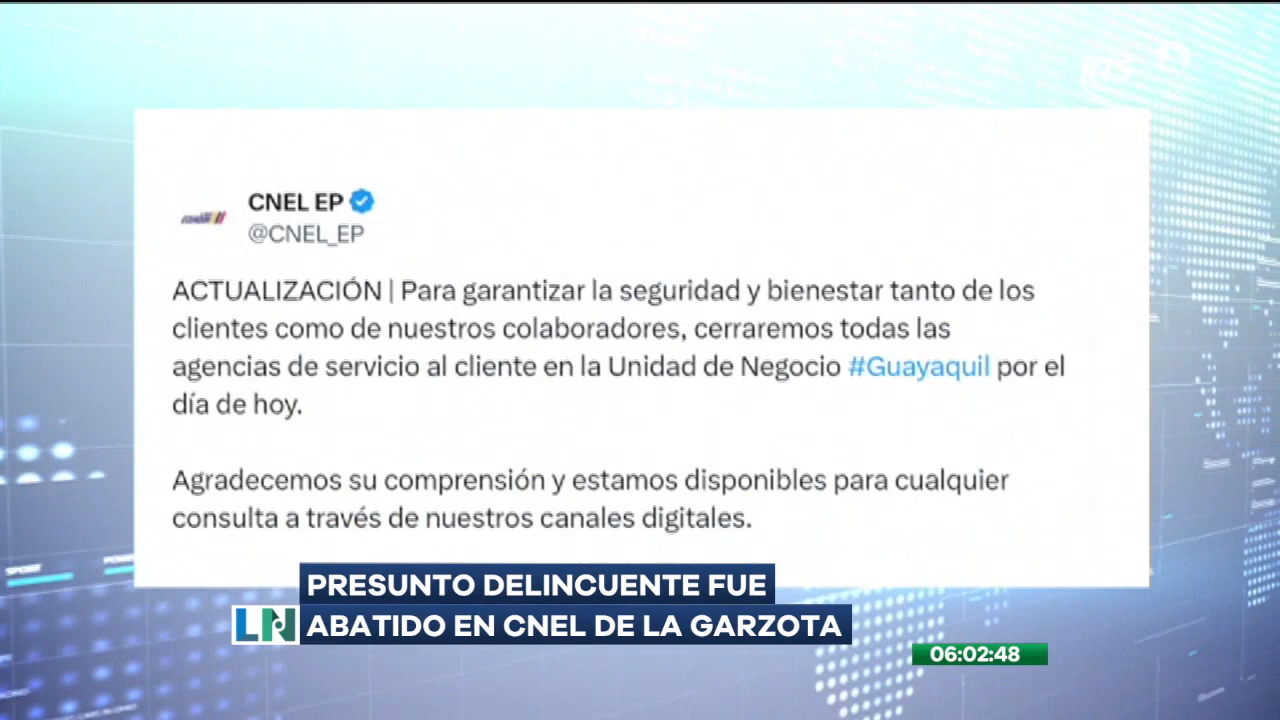 RTS
CNEL EP
@CNEL_EP
ACTUALIZACIÓN | Para garantizar la seguridad y bienestar tanto de los
clientes como de nuestros colaboradores, cerraremos todas las
agencias de servicio al cliente en la Unidad de Negocio #Guayaquil por el
día de hoy.
Agradecemos su comprensión y estamos disponibles para cualquier
consulta a través de nuestros canales digitales.
SPORT
PRESUNTO DELINCUENTE FUE
LN ABATIDO EN CNEL DE LA GARZOTA
06:02:48